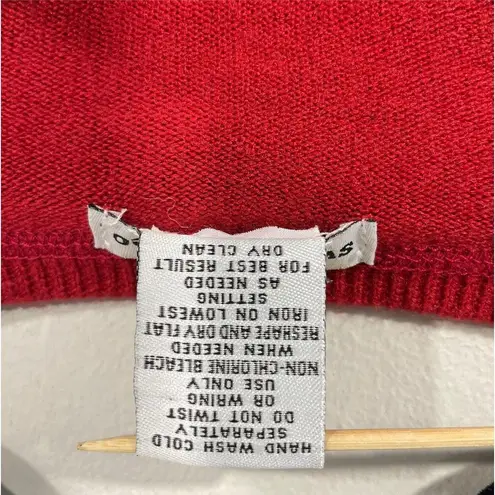 HAND WASH COLD
SEPARATELY
DO NOT TWIST
OR WRING
USE ONLY
NON-CHLORINE BLEACH
WHEN NEEDED
RESHAPE AND DRY FLAT
IRON ON LOWEST
SETTING
AS NEEDED
FOR BEST RESULT
DRY CLEAN